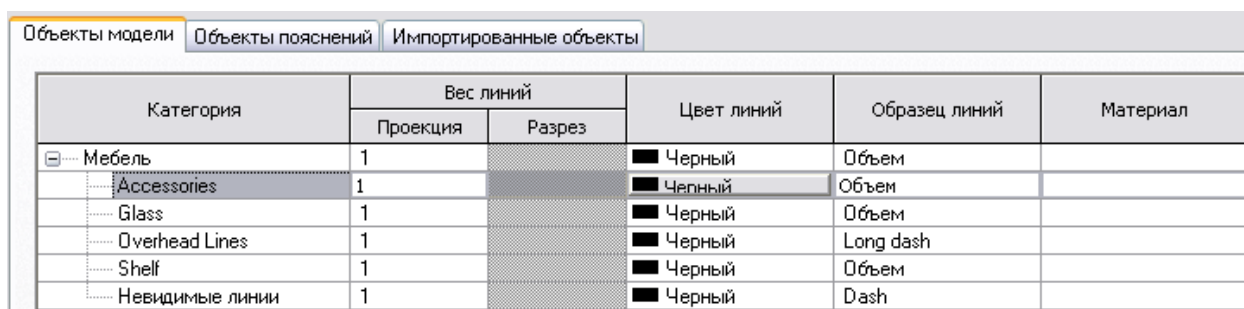 Объекты модели Объекты пояснений Импортированные объекты
Категория Вес линий Цвет линий Образец линий Материал
Проекция Разрез
Мебель 1 Черный Объем
Accessories 1 Черный Объем
Glass 1 Черный Объем
Overhead Lines 1 Черный Long dash
Shelf 1 Черный Объем
Невидимые линии 1 Черный Dash